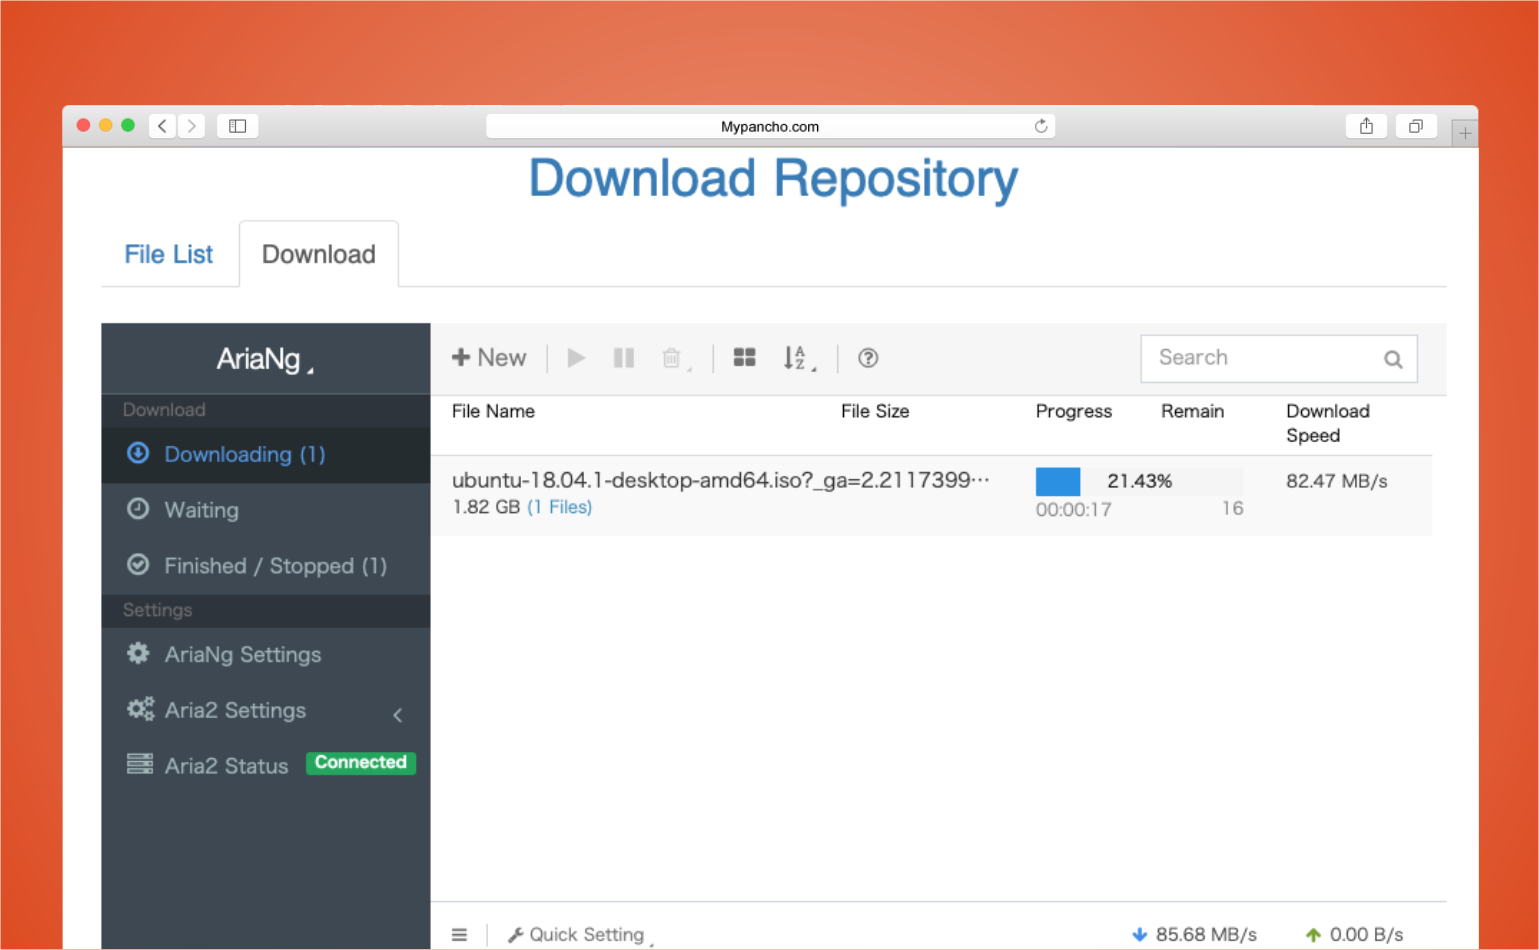 Mypancho.com
Download Repository
File List
Download
AriaNg
New
Search
Download
Downloading (1)
Waiting
Finished / Stopped (1)
Settings
AriaNg Settings
Aria2 Settings
Aria2 Status
Connected
File Name
File Size
Progress
Remain
Download
Speed
ubuntu-18.04.1-desktop-amd64.iso?_ga=2.2117399…
21.43%
82.47 MB/s
1.82 GB (1 Files)
00:00:17
16
Quick Setting
85.68 MB/s
0.00 B/s